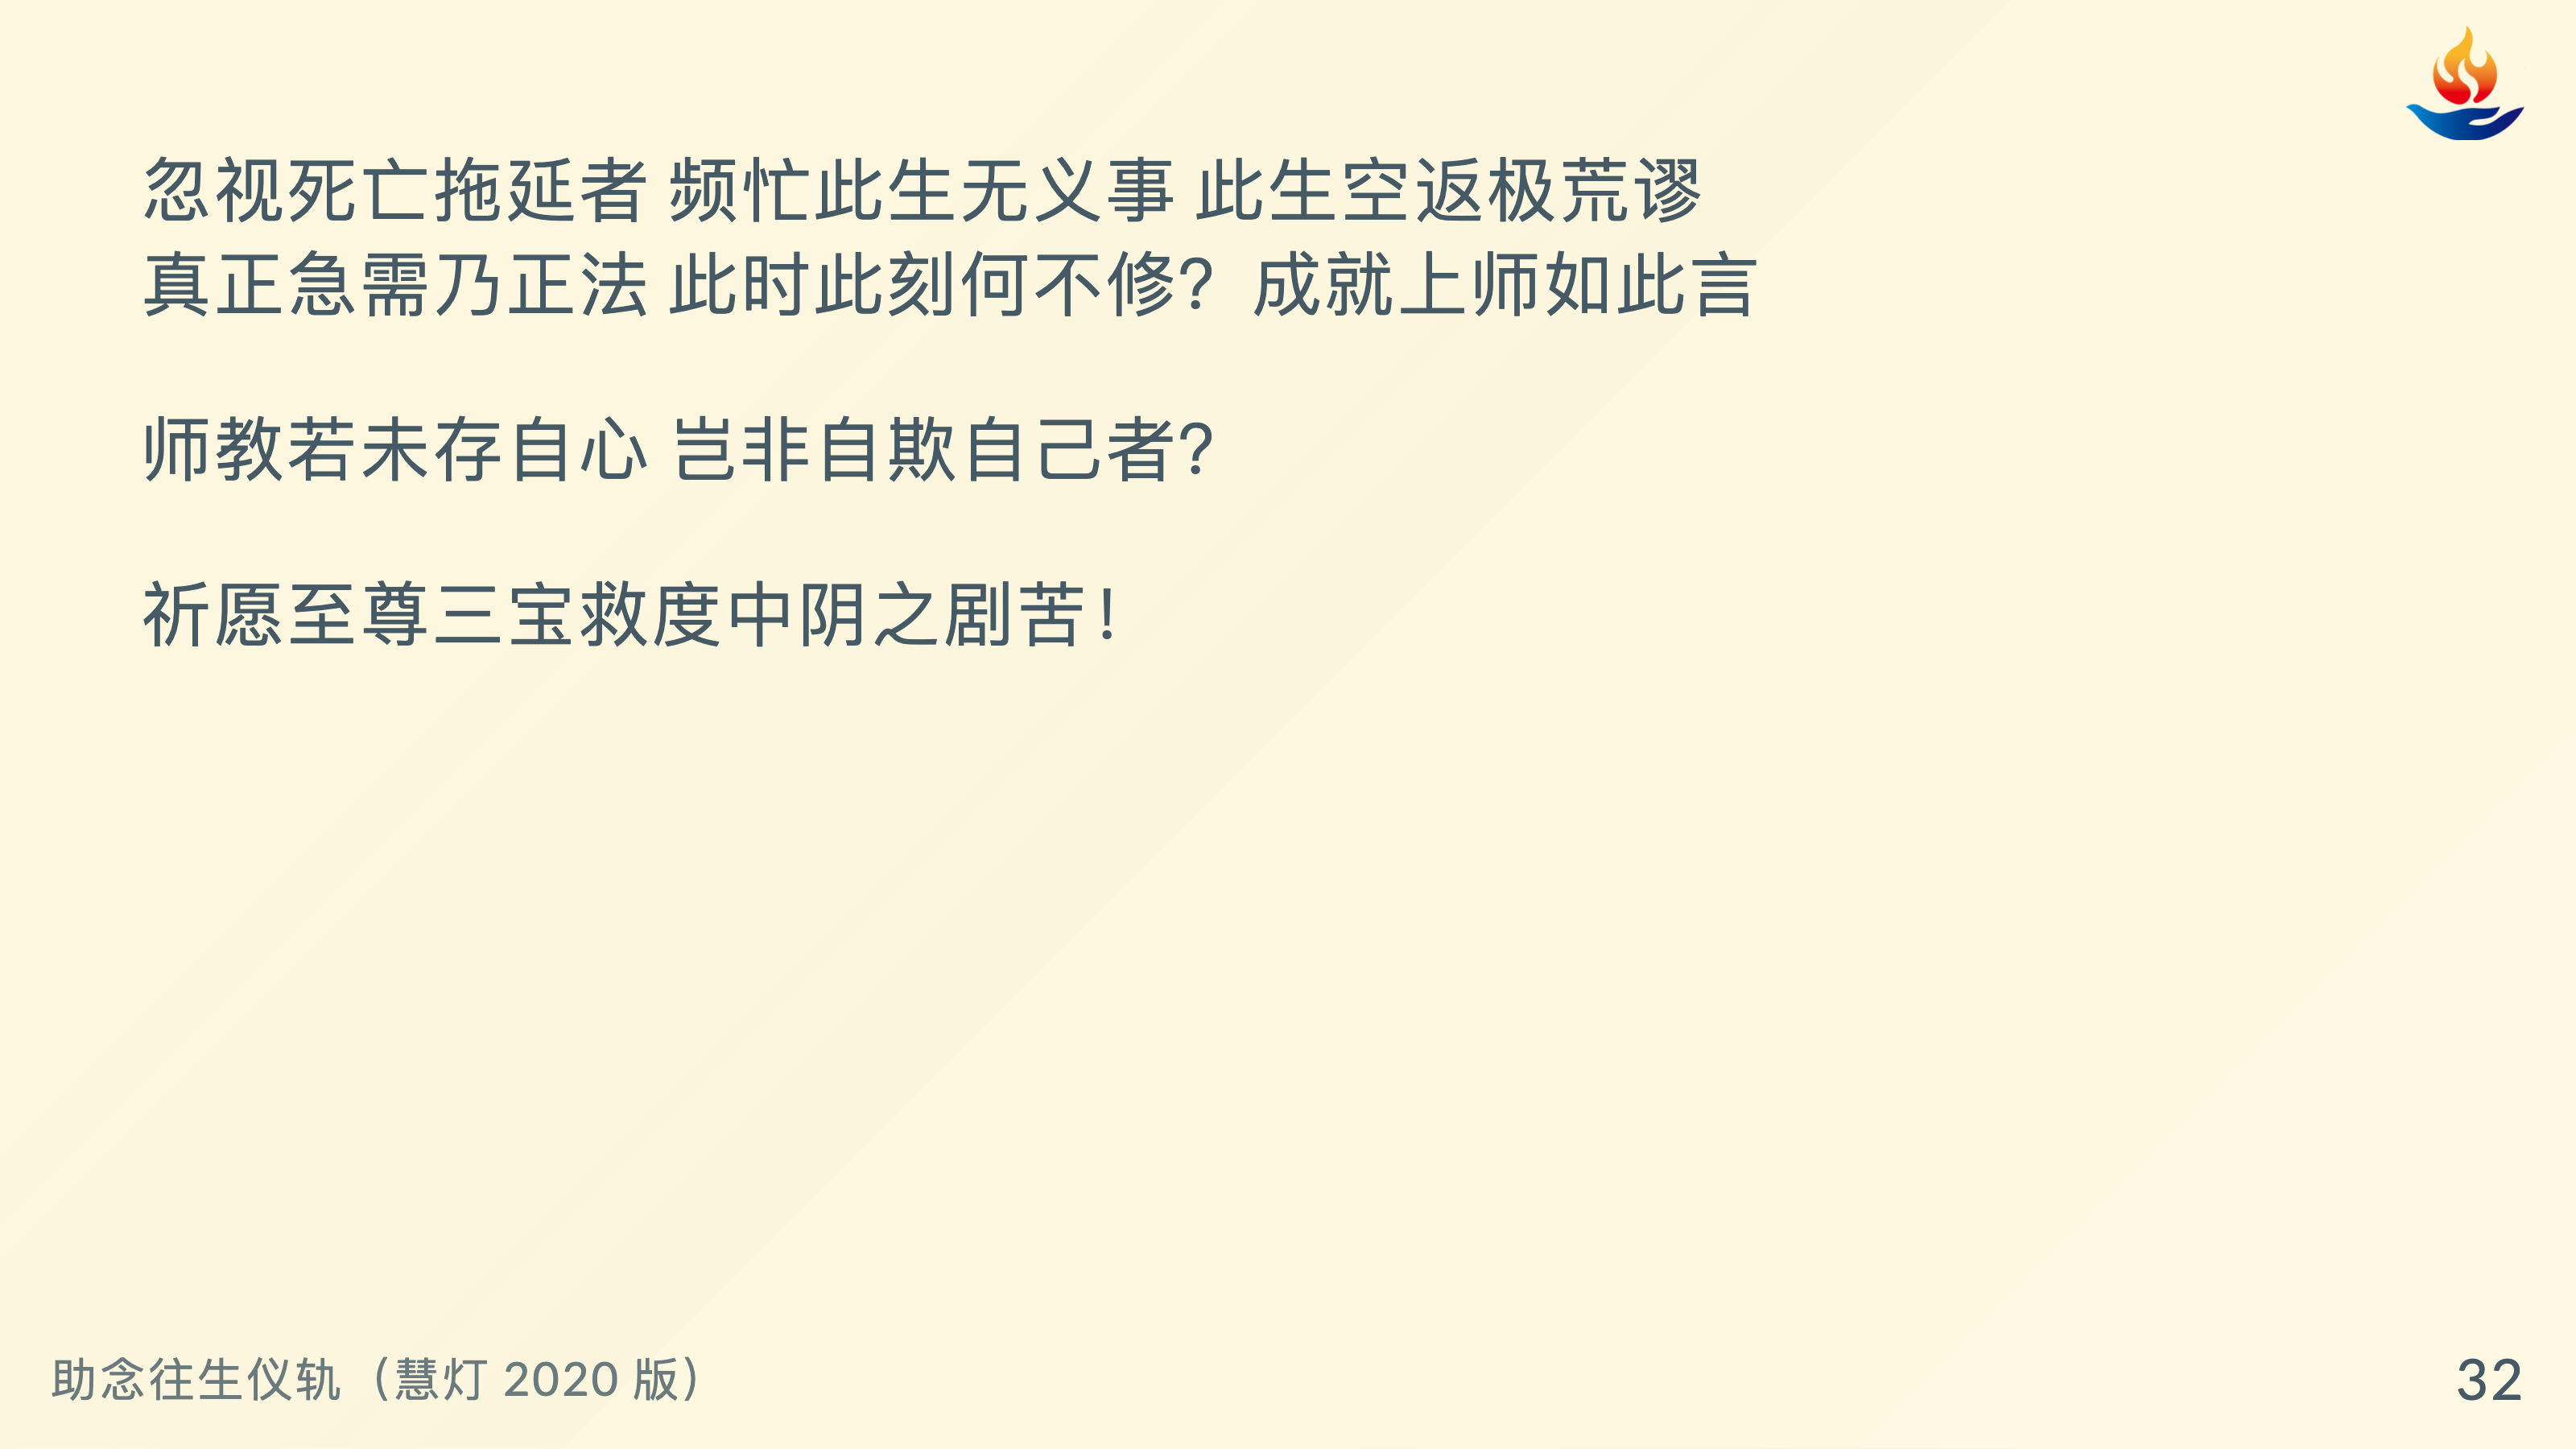 忽视死亡拖延者 频忙此生无义事 此生空返极荒谬
真正急需乃正法 此时此刻何不修？成就上师如此言
师教若未存自心 岂非自欺自己者？
祈愿至尊三宝救度中阴之剧苦！
助念往生仪轨（慧灯 2020 版）
32